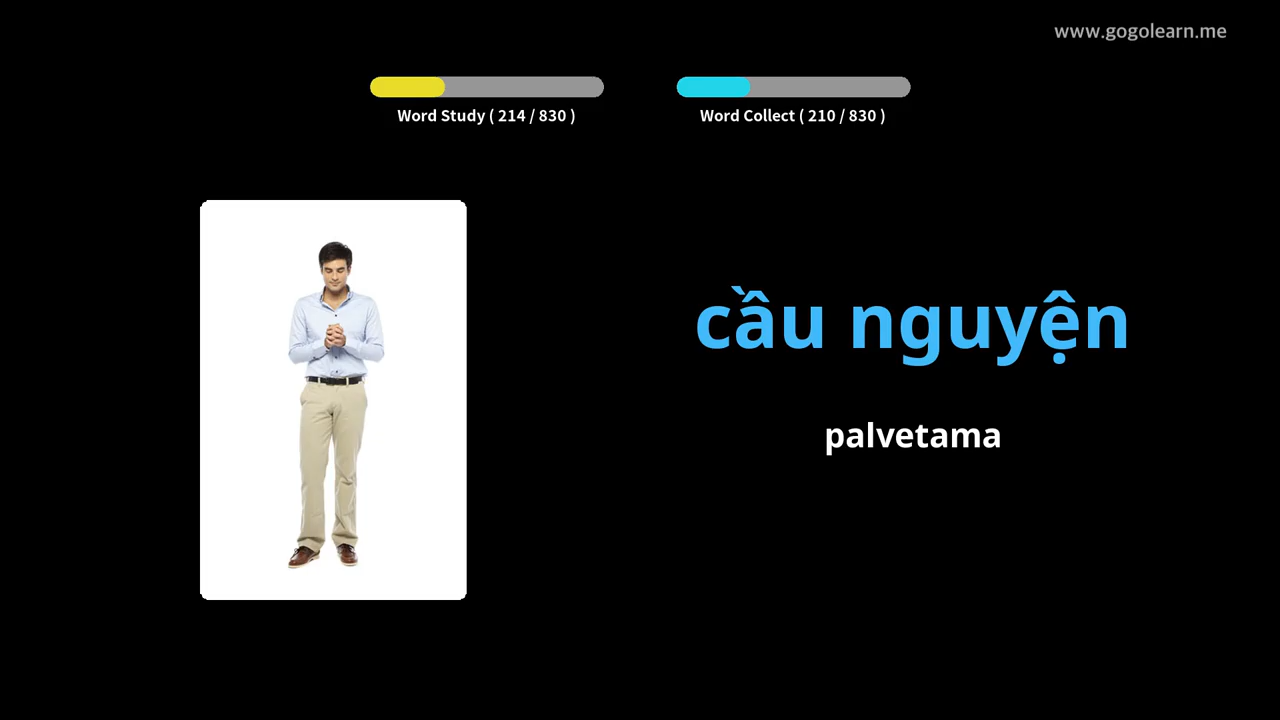 www.gogolearn.me
Word Study ( 214 / 830 )
Word Collect ( 210 / 830 )
cầu nguyện
palvetama